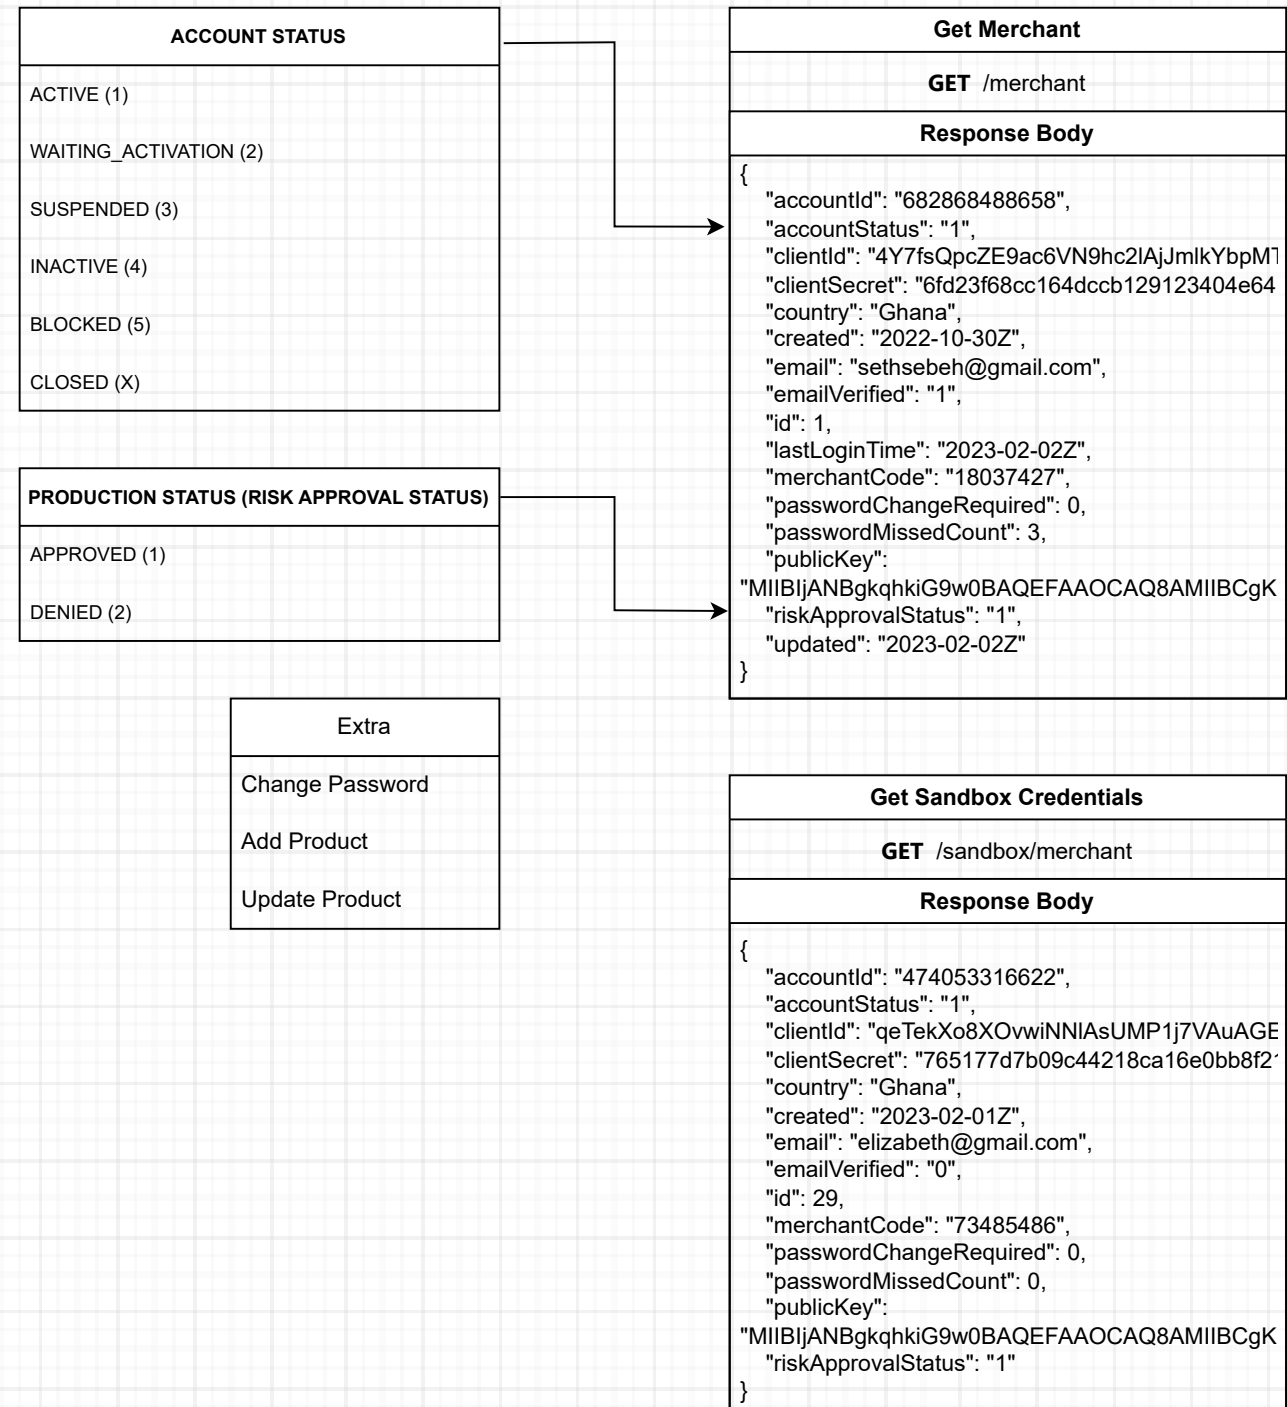 ACCOUNT STATUS
ACTIVE (1)
WAITING_ACTIVATION (2)
SUSPENDED (3)
INACTIVE (4)
BLOCKED (5)
CLOSED (X)
PRODUCTION STATUS (RISK APPROVAL STATUS)
APPROVED (1)
DENIED (2)
Extra
Change Password
Add Product
Update Product
Get Merchant
GET /merchant
Response Body
{
"accountId": "682868488658",
"accountStatus": "1",
"clientId": "4Y7fsQpcZE9ac6VN9hc2lAjJmlkYbpMT
"clientSecret": "6fd23f68cc164dccb129123404e64
"country": "Ghana",
"created": "2022-10-30Z",
"email": "sethsebeh@gmail.com",
"emailVerified": "1",
"id": 1,
"lastLoginTime": "2023-02-02Z",
"merchantCode": "18037427",
"passwordChangeRequired": 0,
"passwordMissedCount": 3,
"publicKey":
"MIIBIjANBgkqhkiG9w0BAQEFAAOCAQ8AMIIBCgK
"riskApprovalStatus": "1",
"updated": "2023-02-02Z"
}
Get Sandbox Credentials
GET /sandbox/merchant
Response Body
{
"accountId": "474053316622",
"accountStatus": "1",
"clientId": "qeTekXo8XOvwiNNlAsUMP1j7VAuAGE
"clientSecret": "765177d7b09c44218ca16e0bb8f21
"country": "Ghana",
"created": "2023-02-01Z",
"email": "elizabeth@gmail.com",
"emailVerified": "0",
"id": 29,
"merchantCode": "73485486",
"passwordChangeRequired": 0,
"passwordMissedCount": 0,
"publicKey":
"MIIBIjANBgkqhkiG9w0BAQEFAAOCAQ8AMIIBCgK
"riskApprovalStatus": "1"
}